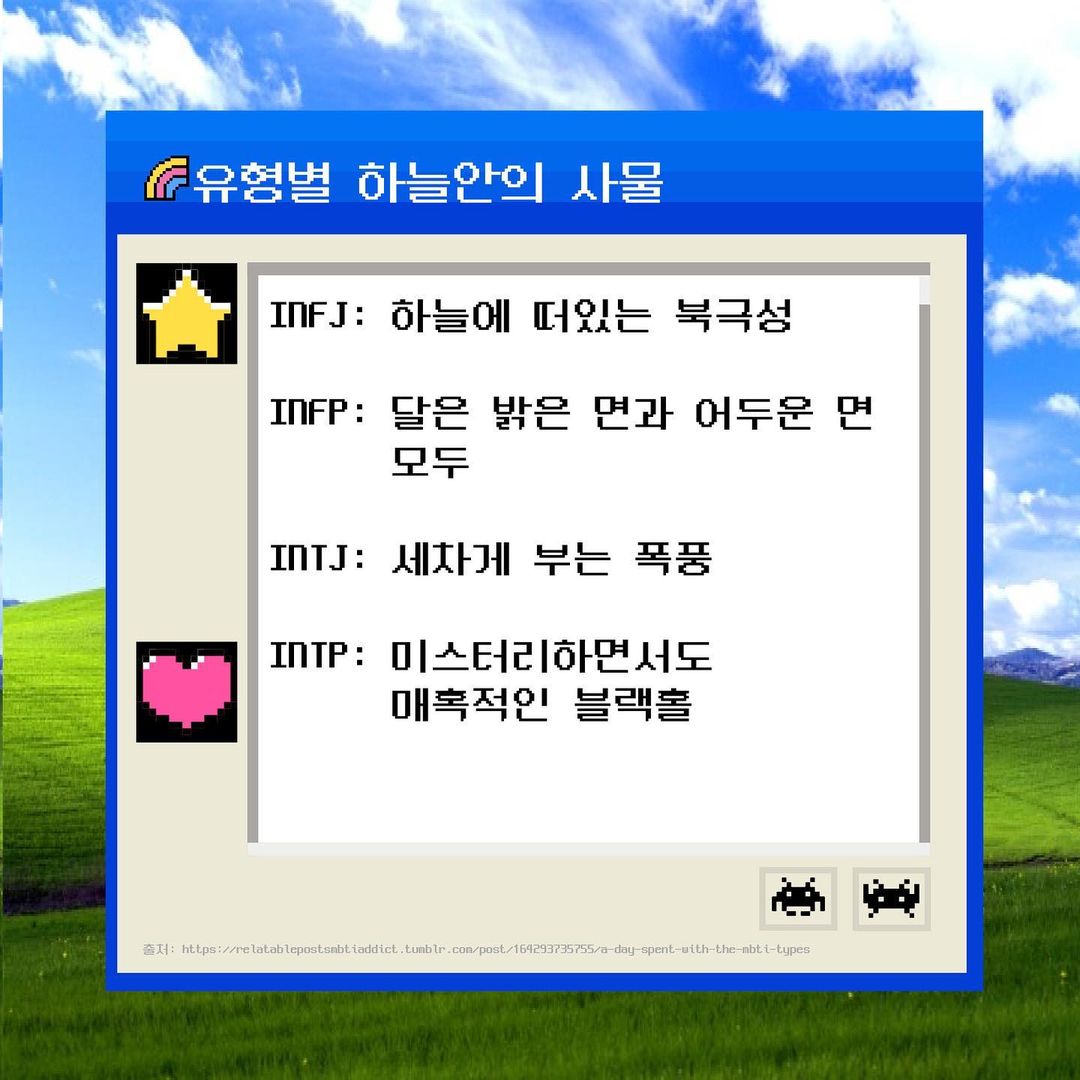 유형별 하늘안의 사물
INFJ: 하늘에 떠있는 북극성
INFP: 달은 밝은 면과 어두운 면
모두
INTJ: 세차게 부는 폭풍
INTP: 미스터리하면서도
매혹적인 블랙홀
출처: https://relatablepostsmbtiaddict.tumblr.com/post/164293735755/a-day-spent-with-the-mbti-types